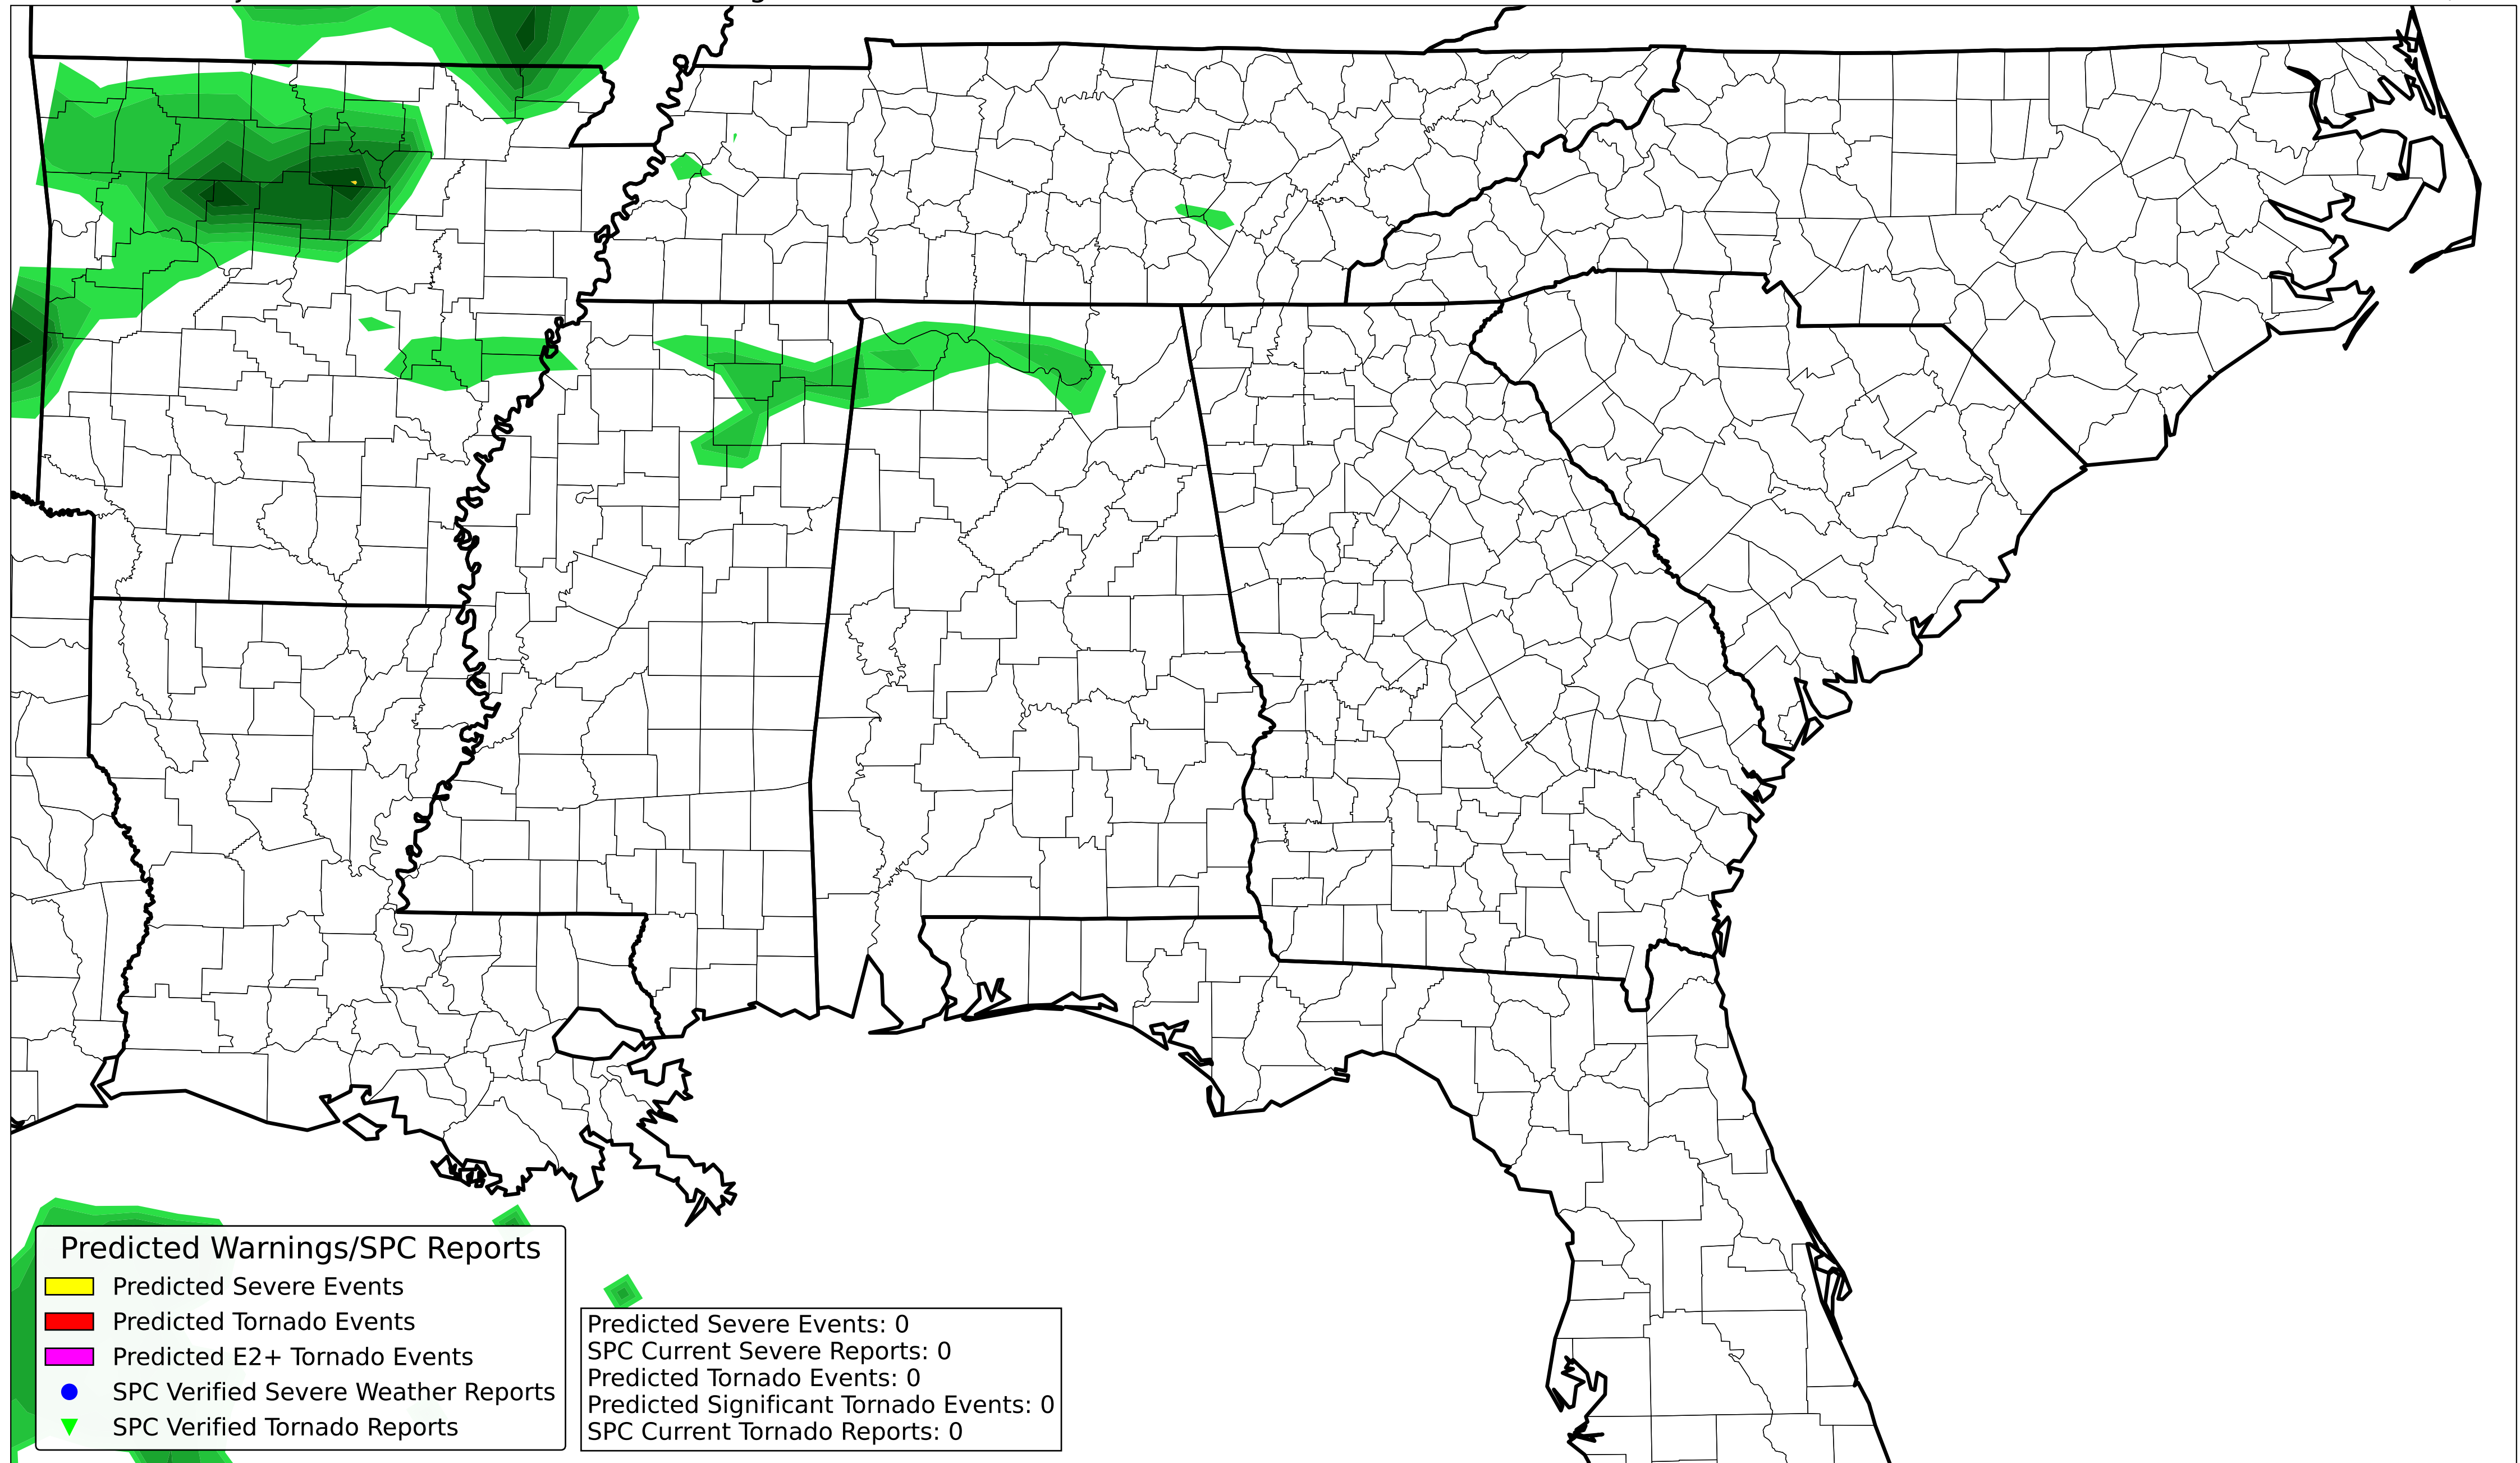 Predicted Warnings/SPC Reports
Predicted Severe Events
Predicted Tornado Events
Predicted E2+ Tornado Events
SPC Verified Severe Weather Reports
SPC Verified Tornado Reports
Predicted Severe Events: 0
SPC Current Severe Reports: 0
Predicted Tornado Events: 0
Predicted Significant Tornado Events: 0
SPC Current Tornado Reports: 0